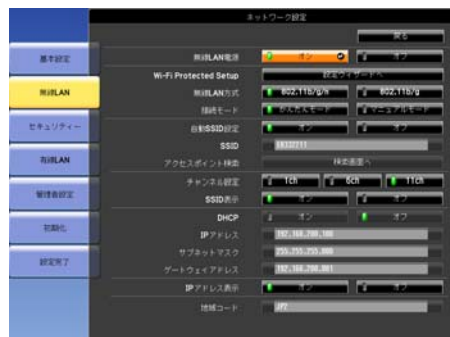 ネットワーク設定
戻る
基本設定
無線LAN
セキュリティー
有線LAN
管理者設定
初期化
設定完了
無線LAN電源 オン オフ
Wi-Fi Protected Setup 設定ウィザードへ
無線LAN方式 802.11b/g/n 802.11b/g
接続モード かんたんモード マニュアルモード
自動SSID設定 オン オフ
SSID
アクセスポイント検索 検索画面へ
チャンネル設定 1ch 6ch 11ch
SSID表示 オン オフ
DHCP オン オフ
IPアドレス 192.168.200.100
サブネットマスク 255.255.255.000
ゲートウェイアドレス 192.168.200.001
IPアドレス表示 オン オフ
地域コード JP2